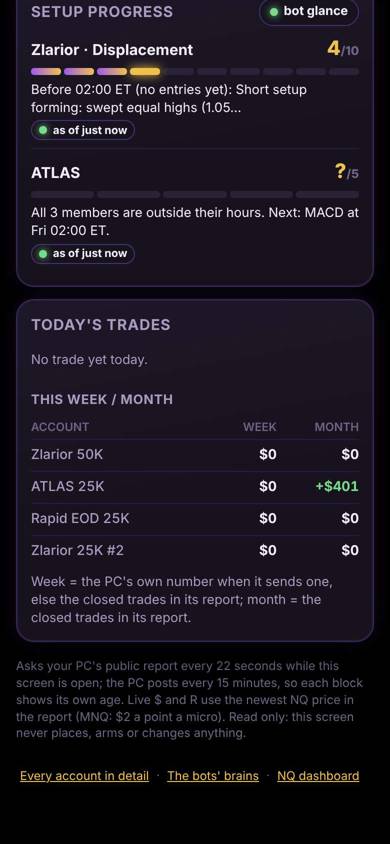 SETUP PROGRESS
bot glance
Zlarior · Displacement
4/10
Before 02:00 ET (no entries yet): Short setup
forming: swept equal highs (1.05...
as of just now
ATLAS
?/5
All 3 members are outside their hours. Next: MACD at
Fri 02:00 ET.
as of just now
TODAY'S TRADES
No trade yet today.
THIS WEEK / MONTH
ACCOUNT WEEK MONTH
Zlarior 50K $0 $0
ATLAS 25K $0 +$401
Rapid EOD 25K $0 $0
Zlarior 25K #2 $0 $0
Week = the PC's own number when it sends one,
else the closed trades in its report; month = the
closed trades in its report.
Asks your PC's public report every 22 seconds while this
screen is open; the PC posts every 15 minutes, so each block
shows its own age. Live $ and R use the newest NQ price in
the report (MNQ: $2 a point a micro). Read only: this screen
never places, arms or changes anything.
Every account in detail · The bots' brains · NQ dashboard